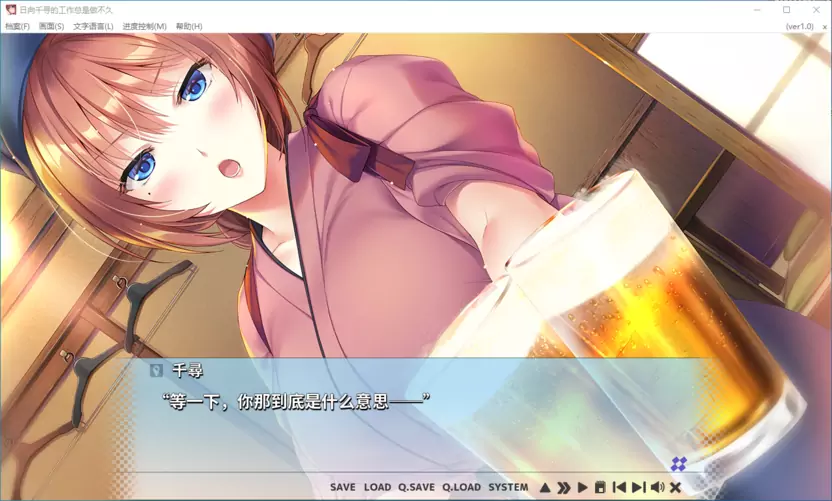 日向千寻的工作总是做不久
档案(F) 画面(S) 文字语言(L) 进度控制(M) 帮助(H) (ver1.0) ×
千尋
“等一下，你那到底是什么意思——”
SAVE LOAD Q.SAVE Q.LOAD SYSTEM